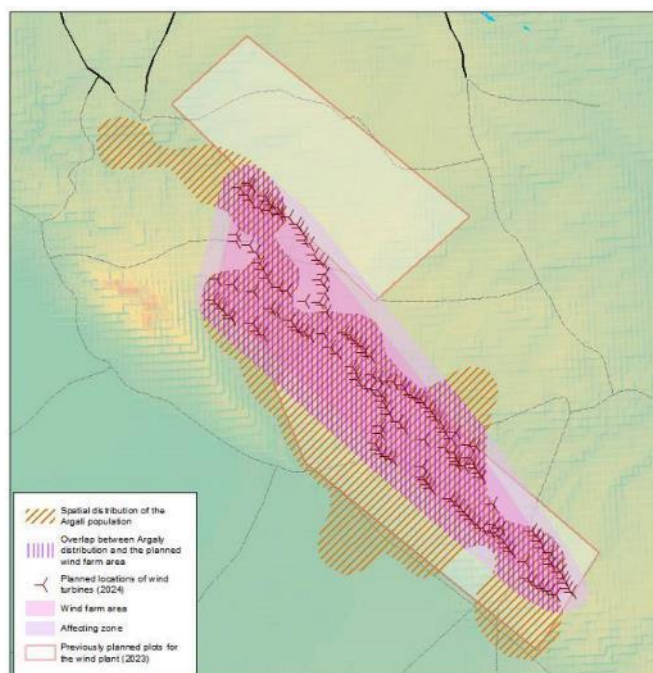 Spatial distribution of the
Argali population
Overlap between Argaly
distribution and the planned
wind farm area
Planned locations of wind
turbines (2024)
Wind farm area
Affecting zone
Previously planned plots for
the wind plant (2023)